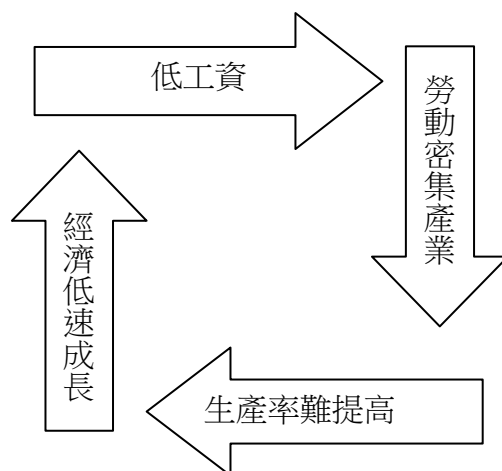 低工資
勞動密集產業
生產率難提高
經濟低速成長